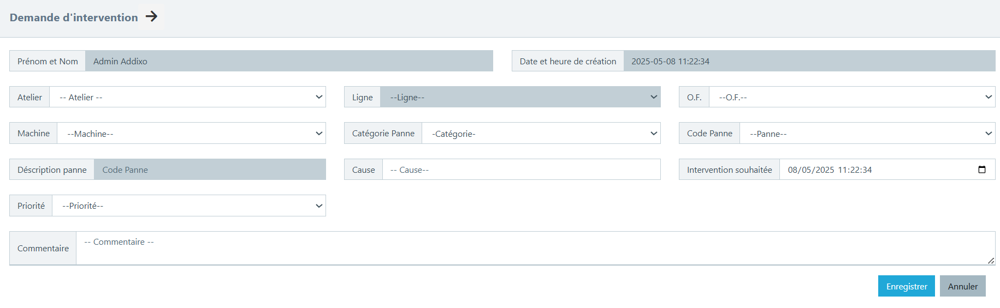 Demande d'intervention
Prénom et Nom Admin Addixo Date et heure de création 2025-05-08 11:22:34
Atelier -- Atelier -- Ligne --Ligne-- O.F. --O.F.--
Machine --Machine-- Catégorie Panne -Catégorie- Code Panne --Panne--
Déscription panne Code Panne Cause -- Cause-- Intervention souhaitée 08/05/2025 11:22:34
Priorité --Priorité--
Commentaire -- Commentaire --
Enregistrer Annuler